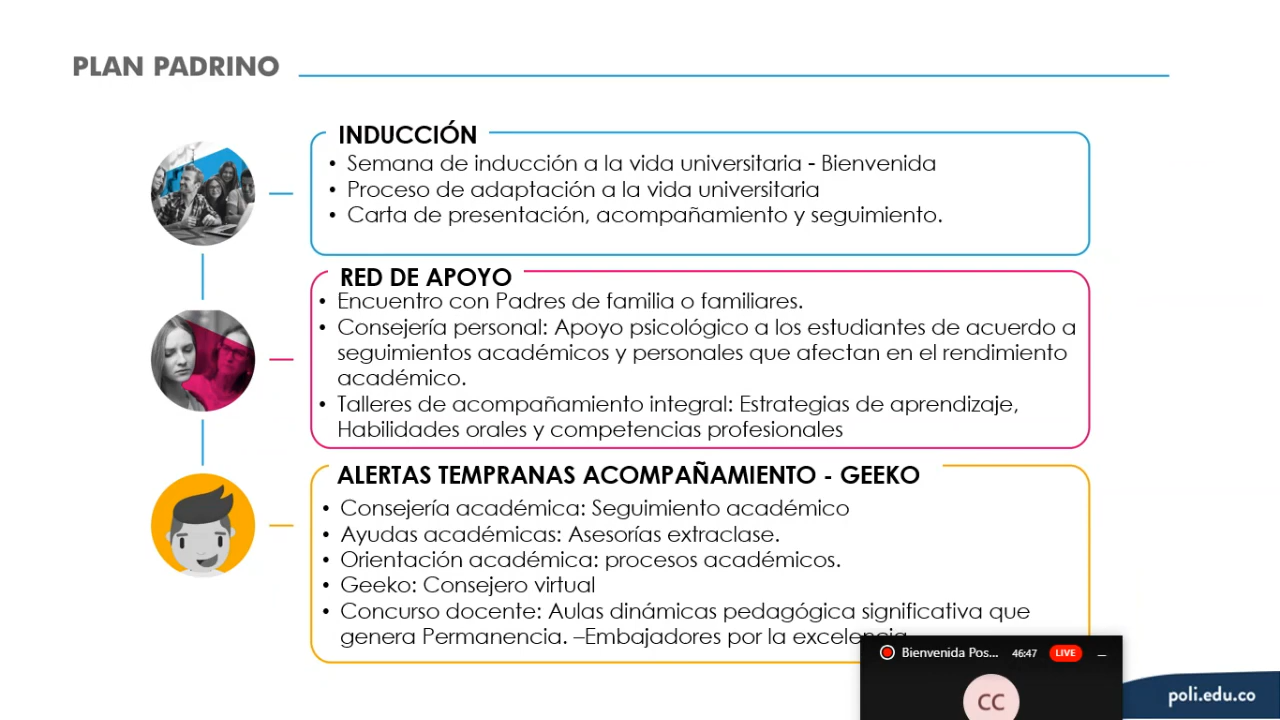 PLAN PADRINO
INDUCCIÓN
• Semana de inducción a la vida universitaria - Bienvenida
• Proceso de adaptación a la vida universitaria
• Carta de presentación, acompañamiento y seguimiento.
RED DE APOYO
• Encuentro con Padres de familia o familiares.
• Consejería personal: Apoyo psicológico a los estudiantes de acuerdo a
seguimientos académicos y personales que afectan en el rendimiento
académico.
• Talleres de acompañamiento integral: Estrategias de aprendizaje,
Habilidades orales y competencias profesionales
ALERTAS TEMPRANAS ACOMPAÑAMIENTO - GEEKO
• Consejería académica: Seguimiento académico
• Ayudas académicas: Asesorías extraclase.
• Orientación académica: procesos académicos.
• Geeko: Consejero virtual
• Concurso docente: Aulas dinámicas pedagógica significativa que
genera Permanencia. –Embajadores por la excelencia
Bienvenida Pos... 46:47 LIVE
CC
poli.edu.co